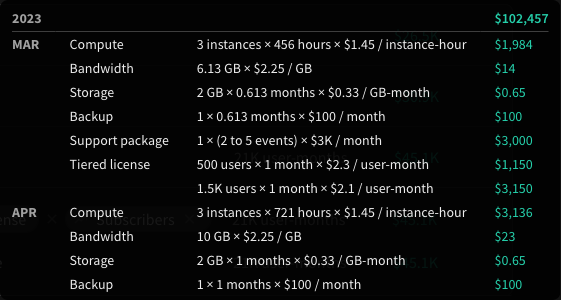 2023 $102,457
MAR Compute 3 instances × 456 hours × $1.45 / instance-hour $1,984
Bandwidth 6.13 GB × $2.25 / GB $14
Storage 2 GB × 0.613 months × $0.33 / GB-month $0.65
Backup 1 × 0.613 months × $100 / month $100
Support package 1 × (2 to 5 events) × $3K / month $3,000
Tiered license 500 users × 1 month × $2.3 / user-month $1,150
1.5K users × 1 month × $2.1 / user-month $3,150
APR Compute 3 instances × 721 hours × $1.45 / instance-hour $3,136
Bandwidth 10 GB × $2.25 / GB $23
Storage 2 GB × 1 months × $0.33 / GB-month $0.65
Backup 1 × 1 months × $100 / month $100